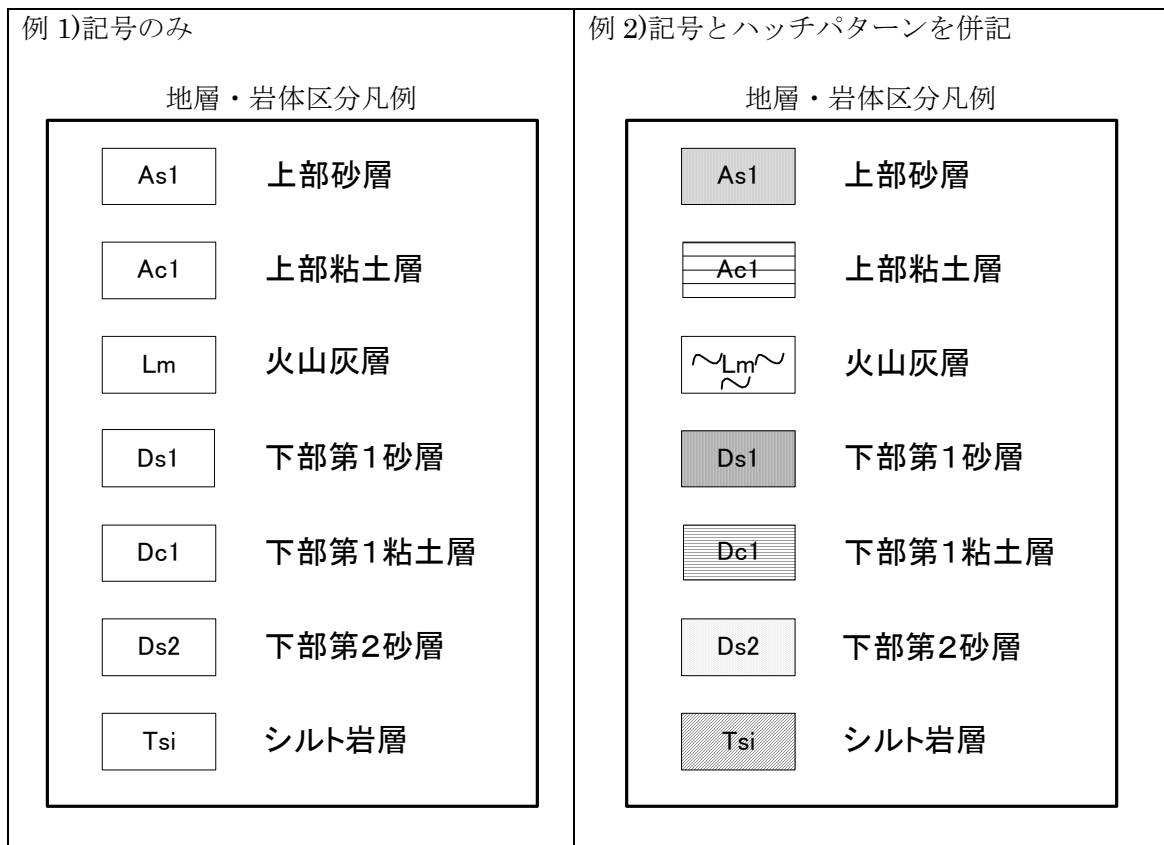 例 1)記号のみ
地層・岩体区分凡例
As1 上部砂層
Ac1 上部粘土層
Lm 火山灰層
Ds1 下部第1砂層
Dc1 下部第1粘土層
Ds2 下部第2砂層
Tsi シルト岩層
例 2)記号とハッチパターンを併記
地層・岩体区分凡例
As1 上部砂層
Ac1 上部粘土層
Lm 火山灰層
Ds1 下部第1砂層
Dc1 下部第1粘土層
Ds2 下部第2砂層
Tsi シルト岩層